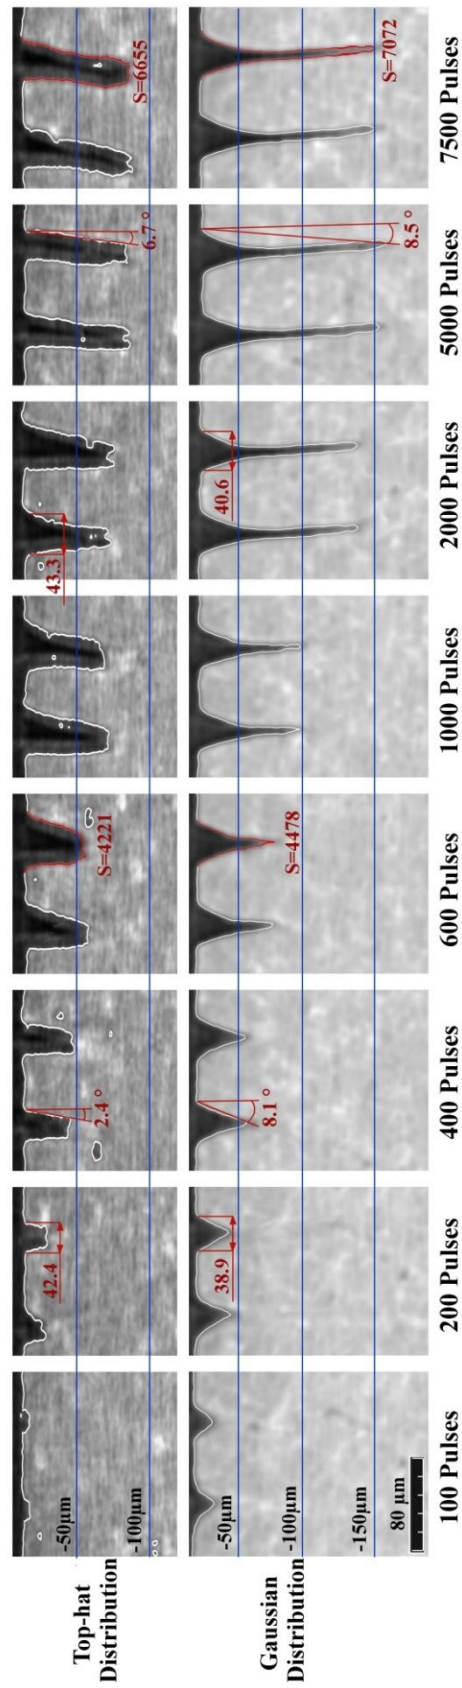 Top-hat
Distribution
-50μm
-100μm
42.4
2.4 °
S=4221
43.3
6.7 °
S=6655
Gaussian
Distribution
-50μm
-100μm
-150μm
80 μm
38.9
8.1 °
S=4478
40.6
8.5 °
S=7072
100 Pulses
200 Pulses
400 Pulses
600 Pulses
1000 Pulses
2000 Pulses
5000 Pulses
7500 Pulses